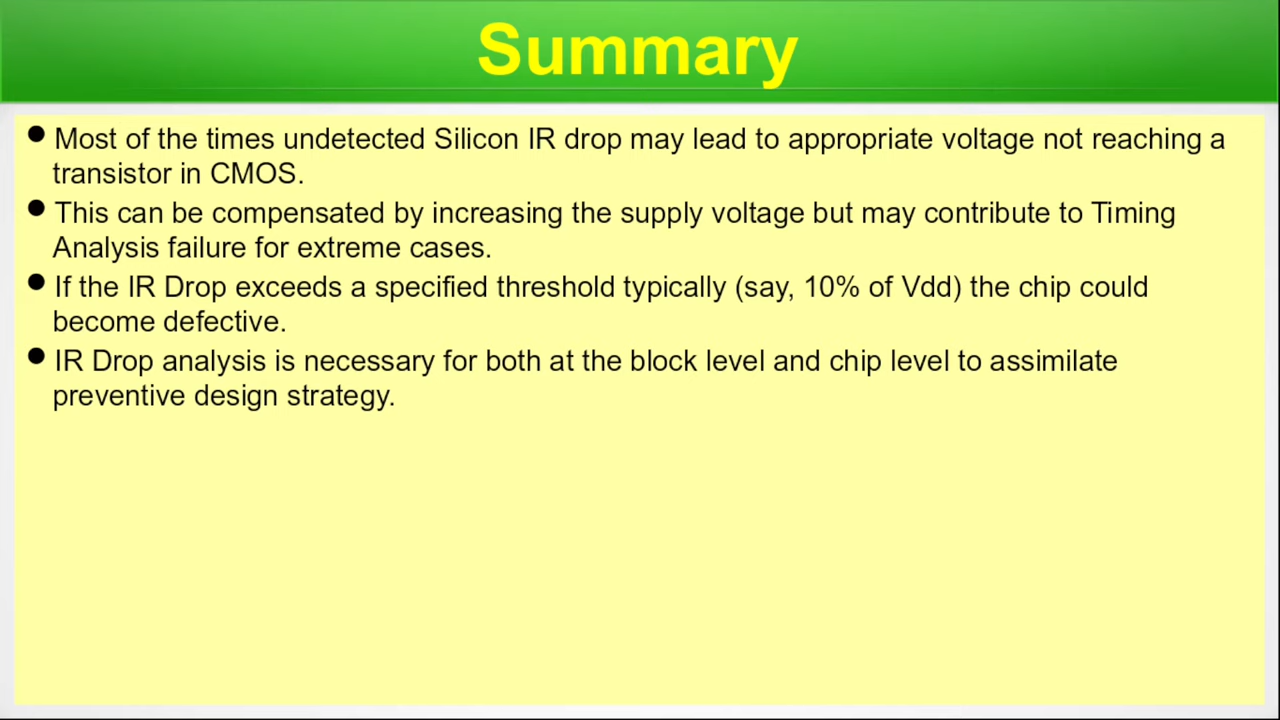 Summary
● Most of the times undetected Silicon IR drop may lead to appropriate voltage not reaching a
transistor in CMOS.
● This can be compensated by increasing the supply voltage but may contribute to Timing
Analysis failure for extreme cases.
● If the IR Drop exceeds a specified threshold typically (say, 10% of Vdd) the chip could
become defective.
● IR Drop analysis is necessary for both at the block level and chip level to assimilate
preventive design strategy.